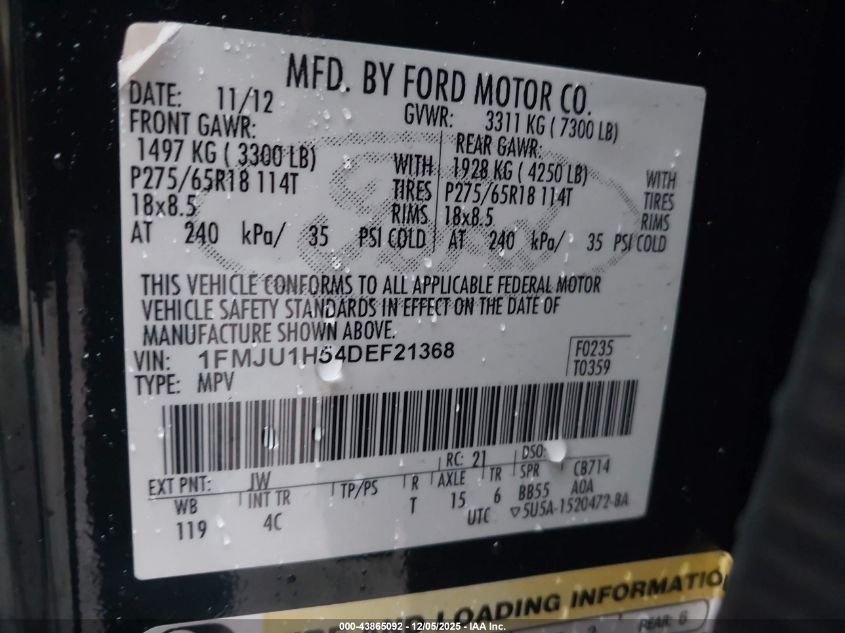 MFD. BY FORD MOTOR CO.
DATE: 11/12 GVWR: 3311 KG ( 7300 LB)
FRONT GAWR: REAR GAWR:
1497 KG ( 3300 LB) WITH 1928 KG ( 4250 LB) WITH
P275/65R18 114T TIRES P275/65R18 114T TIRES
18x8.5 RIMS 18x8.5 RIMS
AT 240 kPa/ 35 PSI COLD AT 240 kPa/ 35 PSI COLD
Ford
THIS VEHICLE CONFORMS TO ALL APPLICABLE FEDERAL MOTOR
VEHICLE SAFETY STANDARDS IN EFFECT ON THE DATE OF
MANUFACTURE SHOWN ABOVE.
VIN: 1FMJU1H54DEF21368 F0235
TYPE: MPV T0359
EXT PNT: JW RC: 21 DSO:
WB INT TR TP/PS R AXLE TR SPR CB714
119 4C T 15 6 BB55 AOA
UTC ▽5U5A-1520472-BA
LOADING INFORMATION
REAR: 6
000-43865092 - 12/05/2025 - IAA Inc.